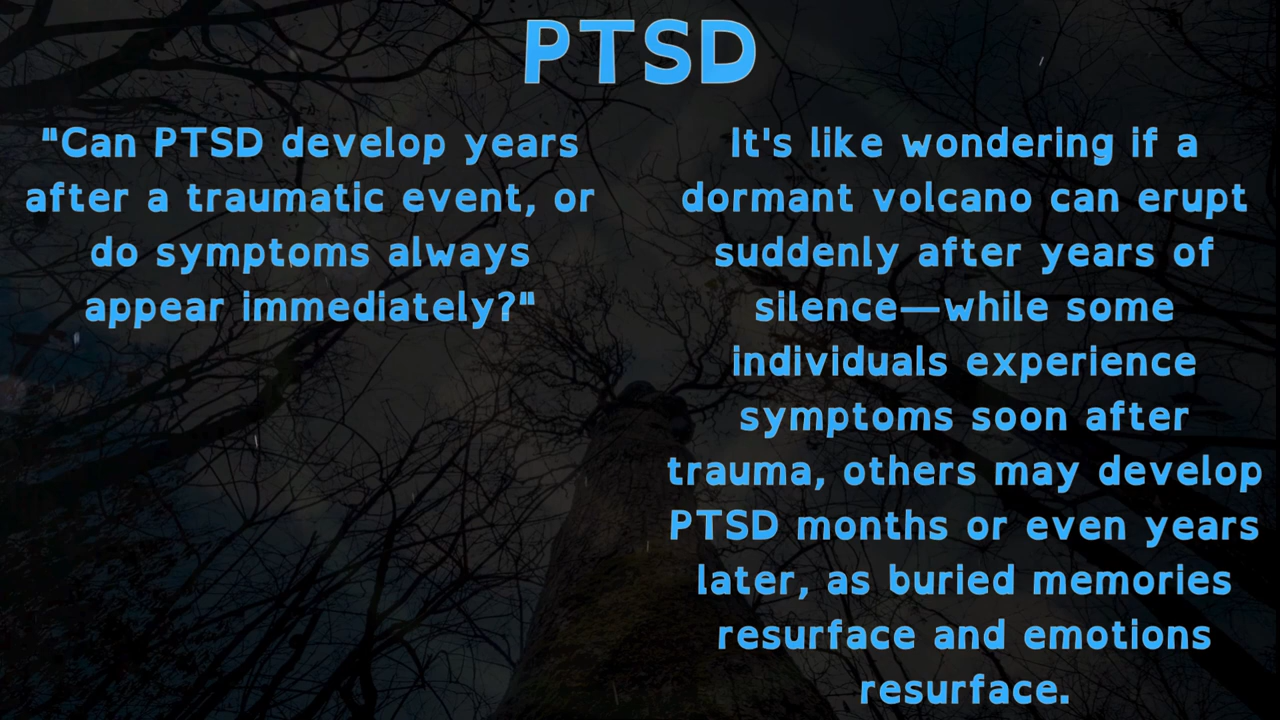 PTSD
"Can PTSD develop years
after a traumatic event, or
do symptoms always
appear immediately?"
It's like wondering if a
dormant volcano can erupt
suddenly after years of
silence—while some
individuals experience
symptoms soon after
trauma, others may develop
PTSD months or even years
later, as buried memories
resurface and emotions
resurface.